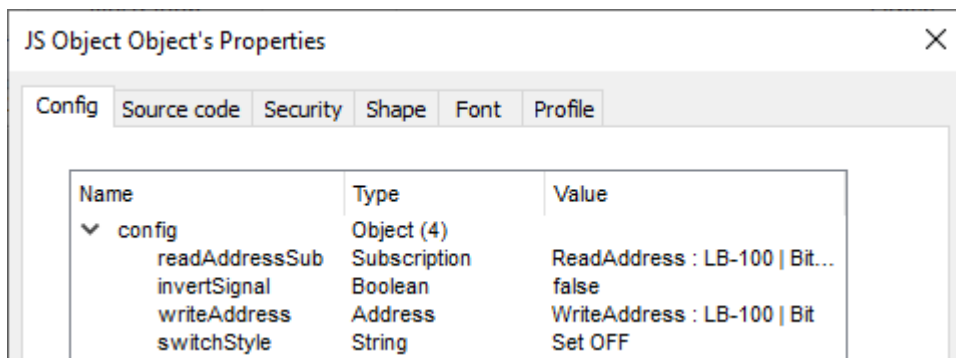 JS Object Object's Properties
Config Source code Security Shape Font Profile
Name Type Value
config Object (4)
readAddressSub Subscription ReadAddress : LB-100 | Bit...
invertSignal Boolean false
writeAddress Address WriteAddress : LB-100 | Bit
switchStyle String Set OFF